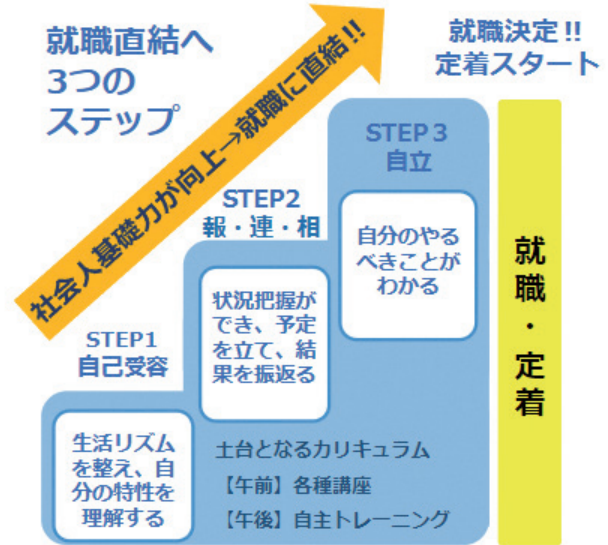 就職直結へ
3つの
ステップ
社会人基礎力が向上→就職に直結!!
就職決定!!
定着スタート
STEP1
自己受容
生活リズム
を整え、自
分の特性を
理解する
STEP2
報・連・相
状況把握が
でき、予定
を立て、結
果を振返る
STEP3
自立
自分のやる
べきことが
わかる
土台となるカリキュラム
【午前】各種講座
【午後】自主トレーニング
就職・定着